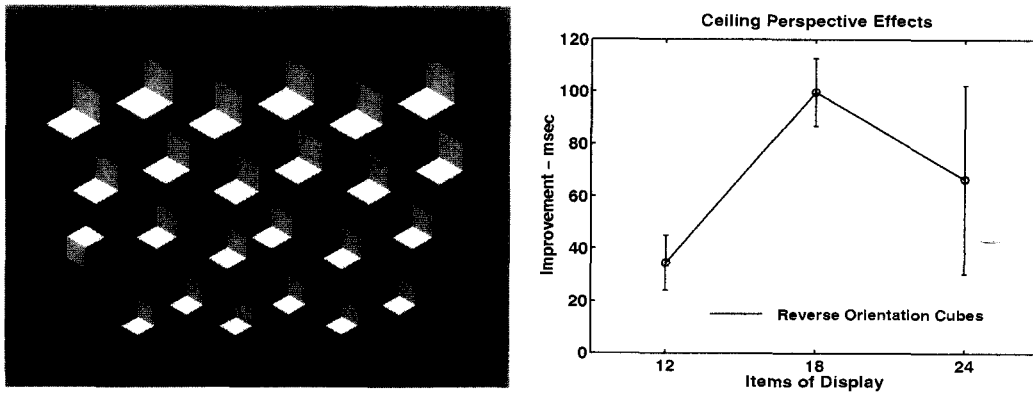 Ceiling Perspective Effects
120
100
80
60
40
20
0
Improvement - msec
Reverse Orientation Cubes
12 18 24
Items of Display